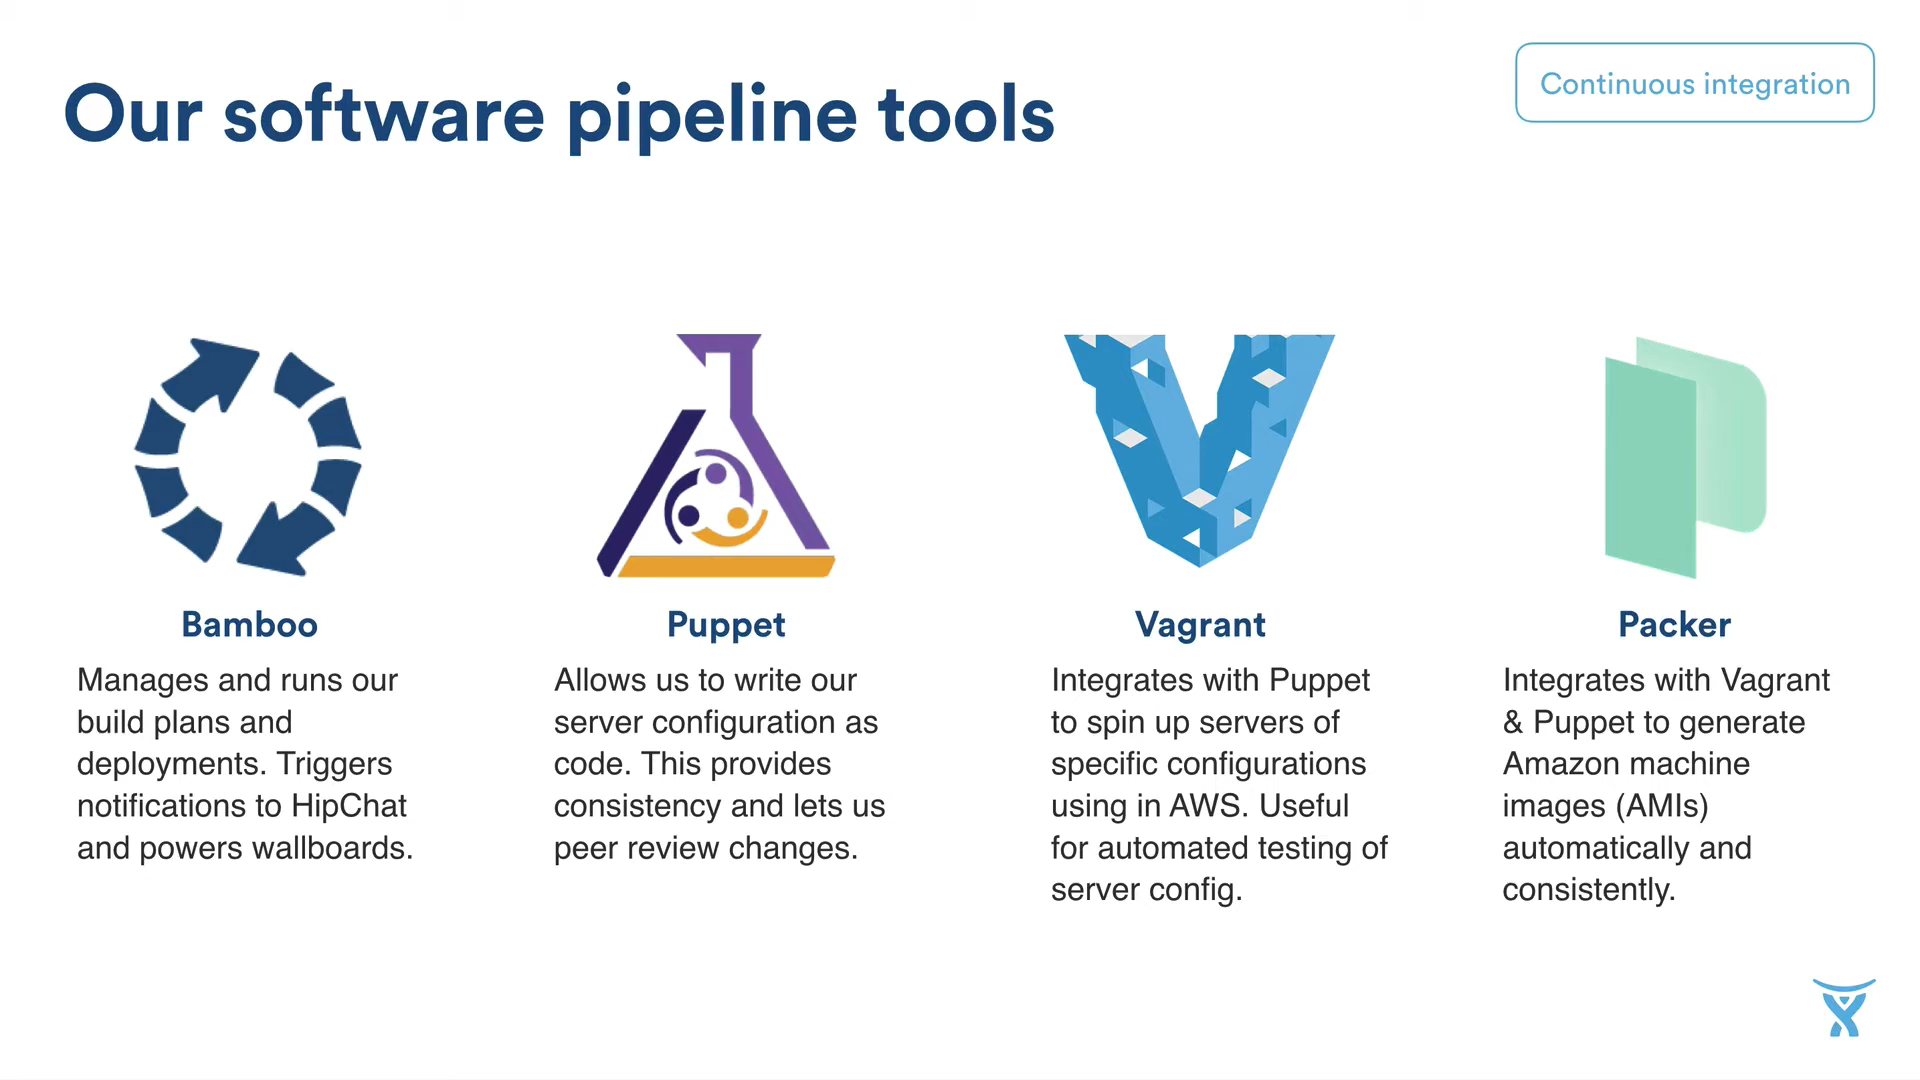 Our software pipeline tools
Continuous integration
Bamboo
Manages and runs our
build plans and
deployments. Triggers
notifications to HipChat
and powers wallboards.
Puppet
Allows us to write our
server configuration as
code. This provides
consistency and lets us
peer review changes.
Vagrant
Integrates with Puppet
to spin up servers of
specific configurations
using in AWS. Useful
for automated testing of
server config.
Packer
Integrates with Vagrant
& Puppet to generate
Amazon machine
images (AMIs)
automatically and
consistently.